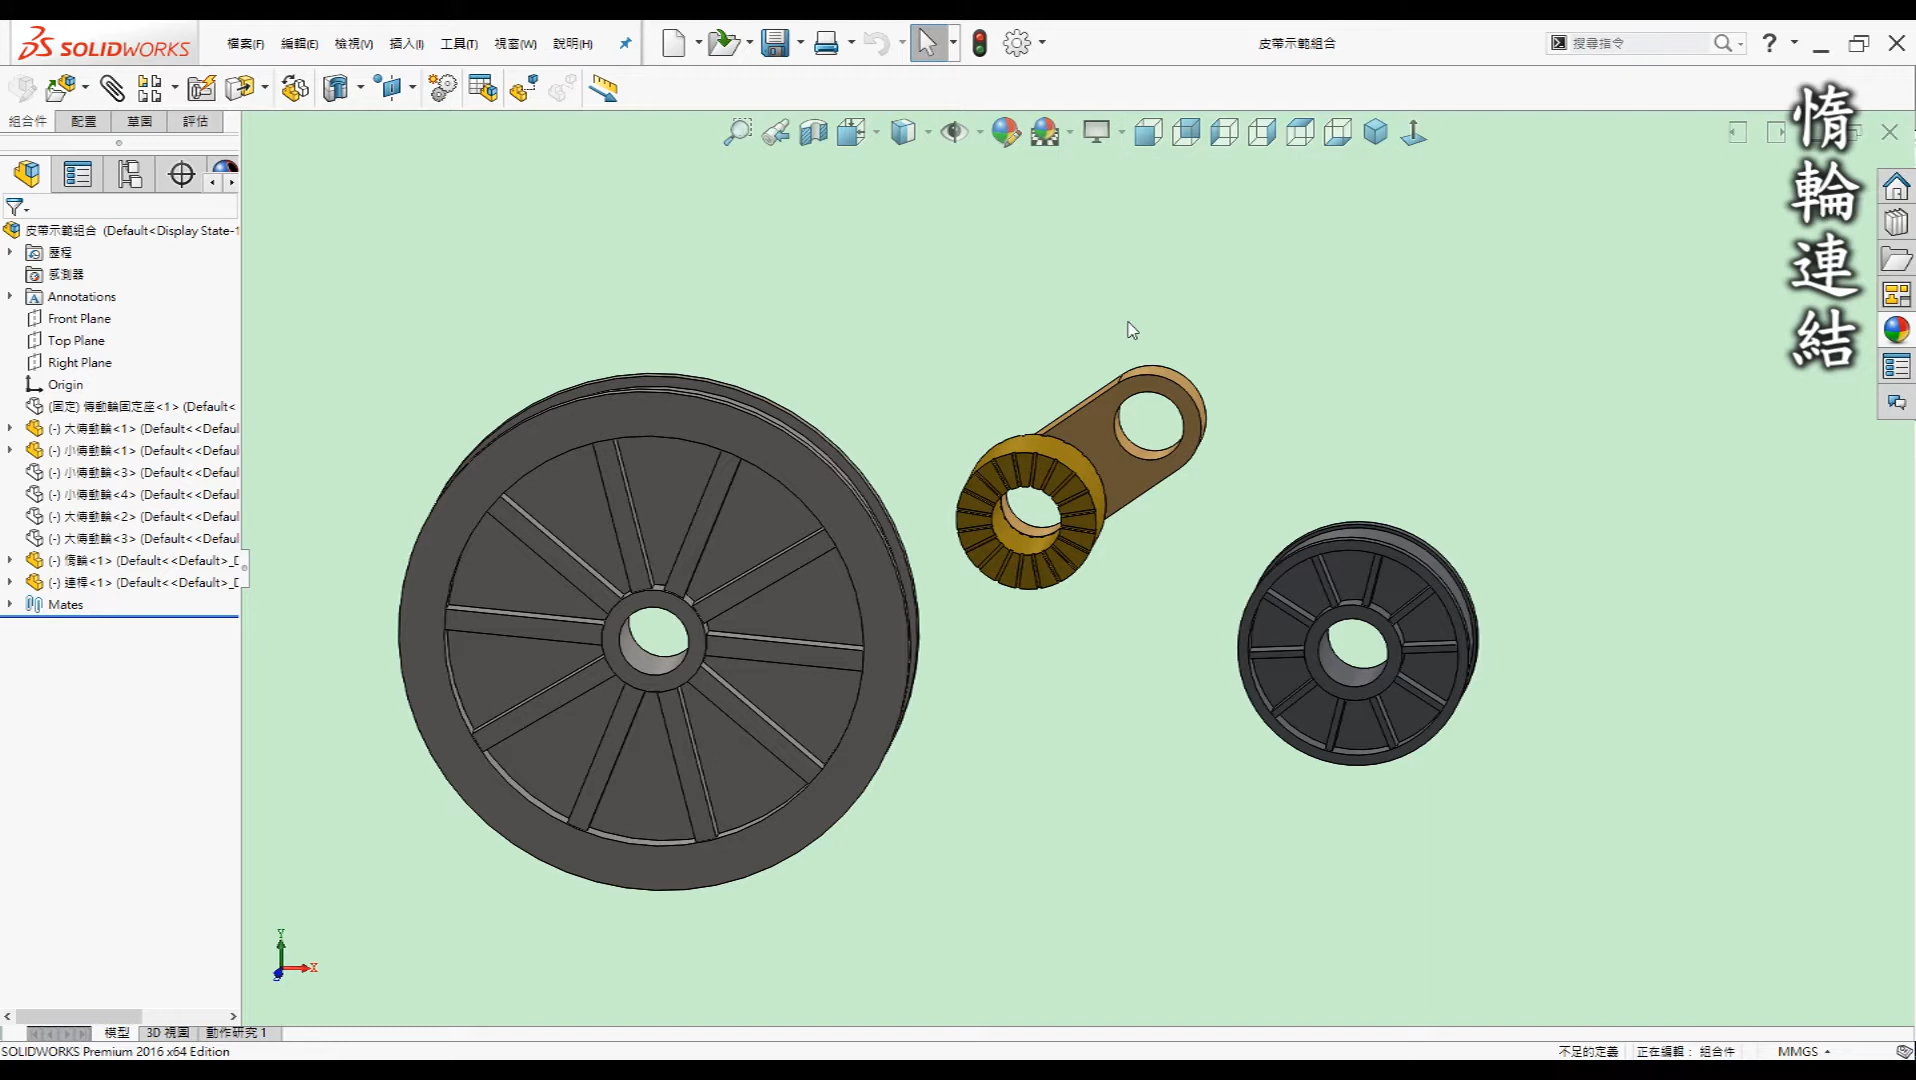 SOLIDWORKS
檔案(F) 編輯(E) 檢視(V) 插入(I) 工具(T) 視窗(W) 說明(H)
皮帶示範組合
搜尋指令
組合件 配置 草圖 評估
皮帶示範組合 (Default<Display State-1
歷程
感測器
Annotations
Front Plane
Top Plane
Right Plane
Origin
(固定) 傳動輪固定座<1> (Default<
(-) 大傳動輪<1> (Default<<Defaul
(-) 小傳動輪<1> (Default<<Defaul
(-) 小傳動輪<3> (Default<<Defaul
(-) 小傳動輪<4> (Default<<Defaul
(-) 大傳動輪<2> (Default<<Defaul
(-) 大傳動輪<3> (Default<<Defaul
(-) 惰輪<1> (Default<<Default>_D
(-) 連桿<1> (Default<<Default>_D
Mates
惰輪連結
Y
X
Z
模型 3D 視圖 動作研究 1
SOLIDWORKS Premium 2016 x64 Edition
不足的定義 正在編輯： 組合件 MMGS